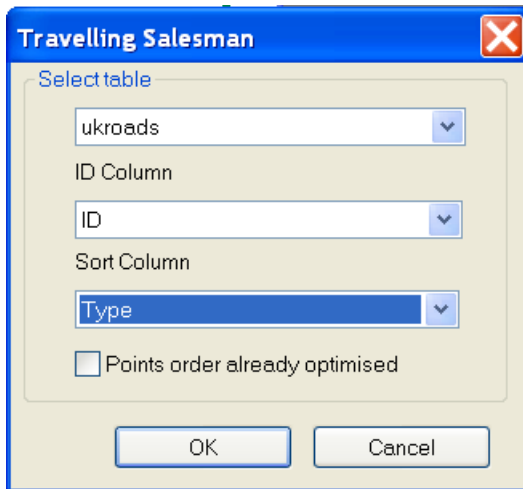 Travelling Salesman
Select table
ukroads
ID Column
ID
Sort Column
Type
Points order already optimised
OK Cancel